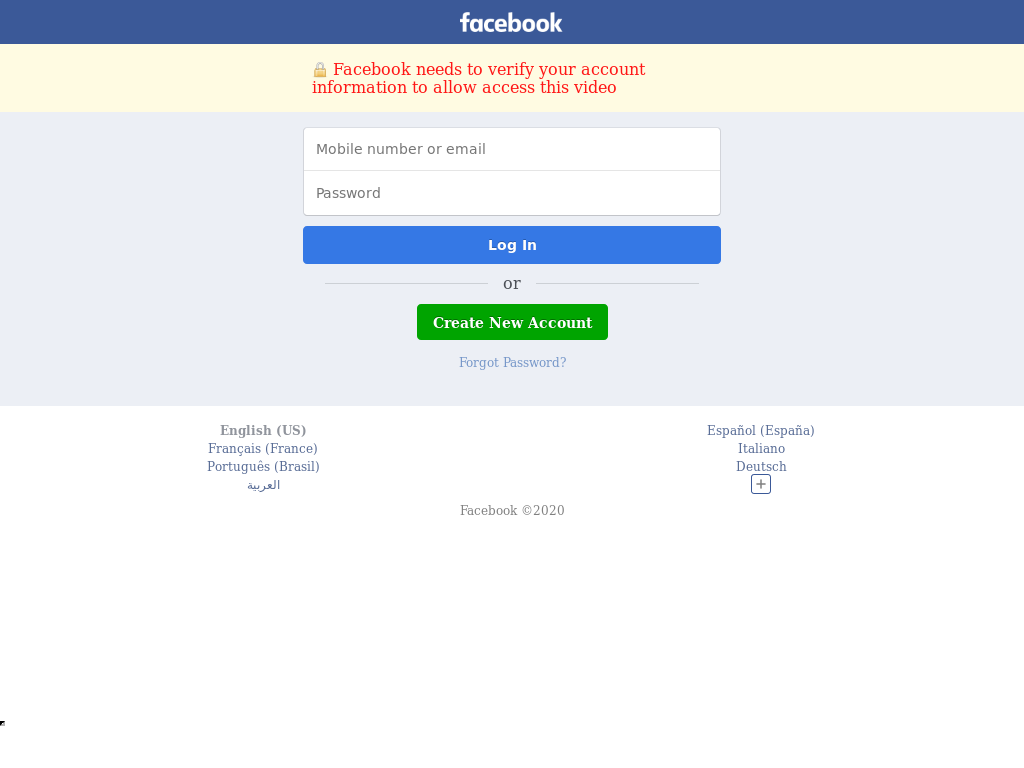 facebook
Facebook needs to verify your account
information to allow access this video
Mobile number or email
Password
Log In
or
Create New Account
Forgot Password?
English (US)
Español (España)
Français (France)
Italiano
Português (Brasil)
Deutsch
العربية
Facebook ©2020